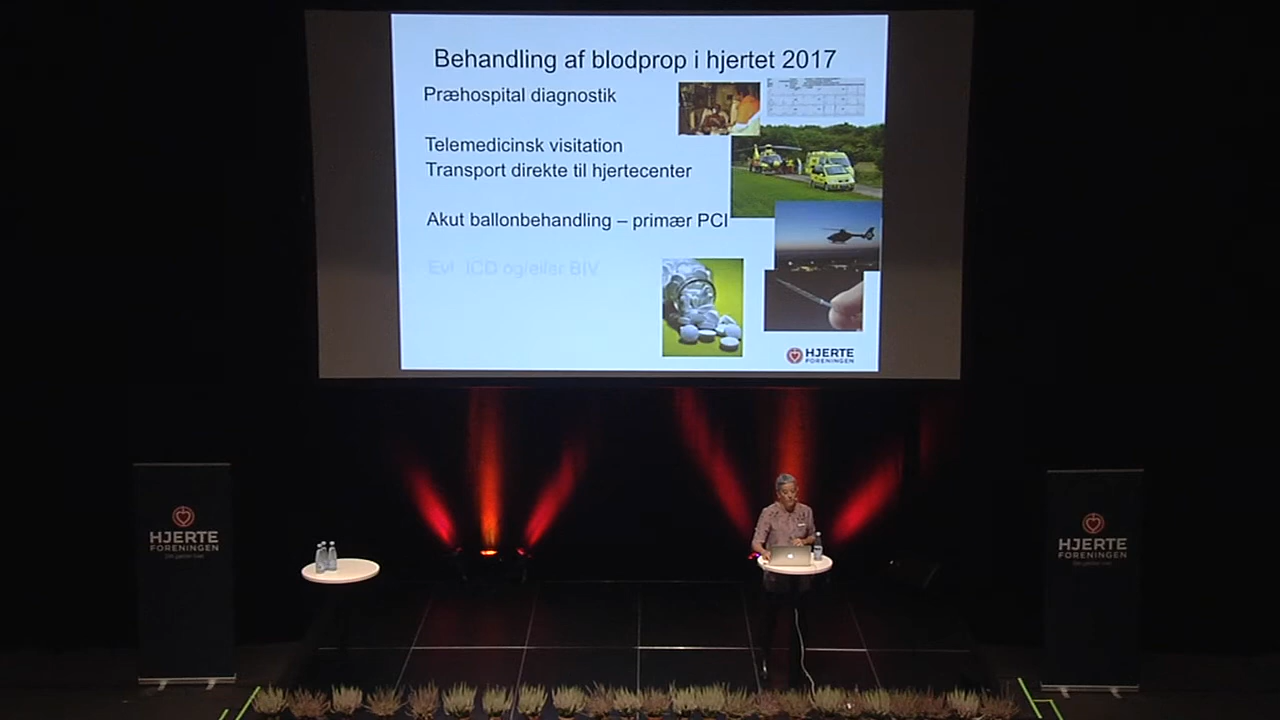 Behandling af blodprop i hjertet 2017
Præhospital diagnostik
Telemedicinsk visitation
Transport direkte til hjertecenter
Akut ballonbehandling – primær PCI
Evt. ICD og/eller BIV
HJERTE
FORENINGEN
HJERTE
FORENINGEN
HJERTE
FORENINGEN